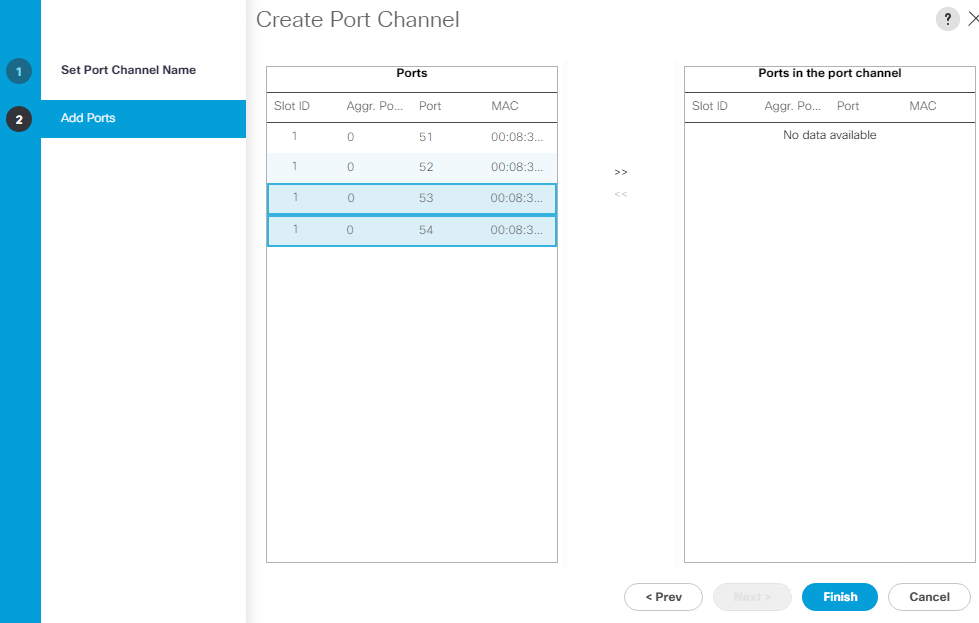 Create Port Channel
?
1
Set Port Channel Name
2
Add Ports
Ports
Slot ID Aggr. Po... Port MAC
1 0 51 00:08:3...
1 0 52 00:08:3...
1 0 53 00:08:3...
1 0 54 00:08:3...
>>
<<
Ports in the port channel
Slot ID Aggr. Po... Port MAC
No data available
< Prev Next > Finish Cancel